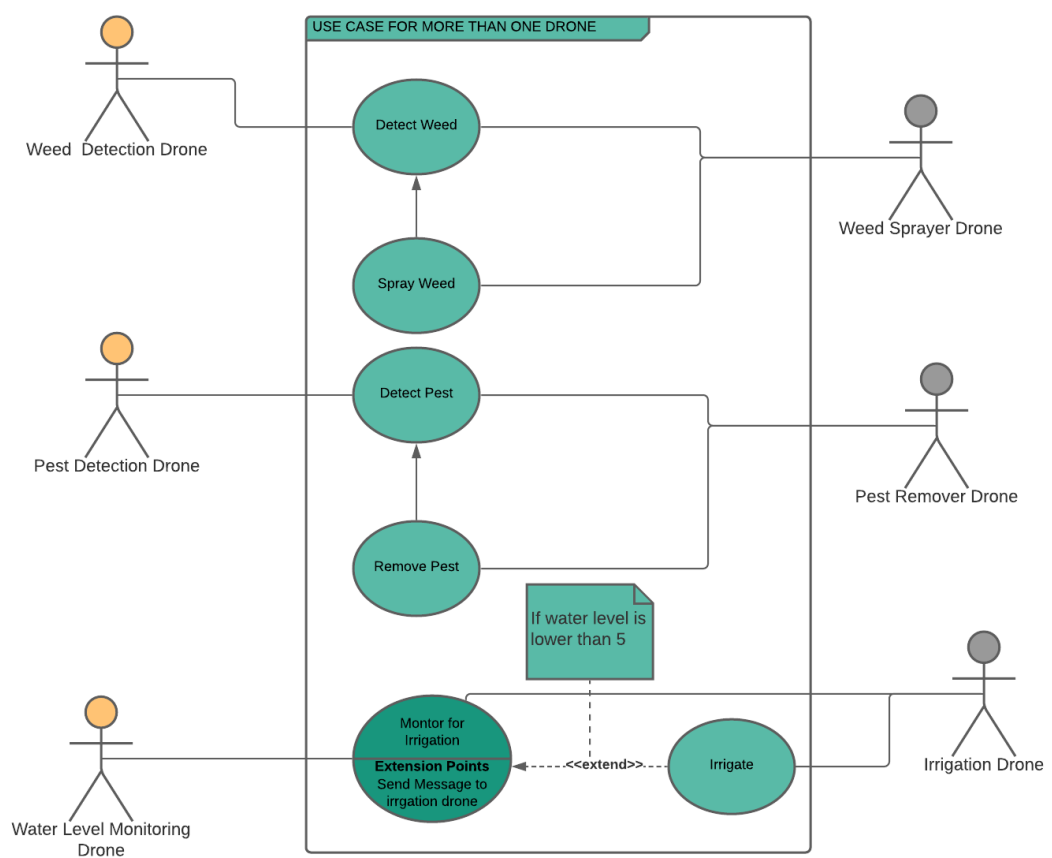 USE CASE FOR MORE THAN ONE DRONE
Detect Weed
Weed  Detection Drone
Weed Sprayer Drone
Spray Weed
Detect Pest
Pest Detection Drone
Pest Remover Drone
Remove Pest
If water level is
lower than 5
Montor for
Irrigation
Extension Points
Send Message to
irrgation drone
<<extend>>
Irrigate
Irrigation Drone
Water Level Monitoring
Drone